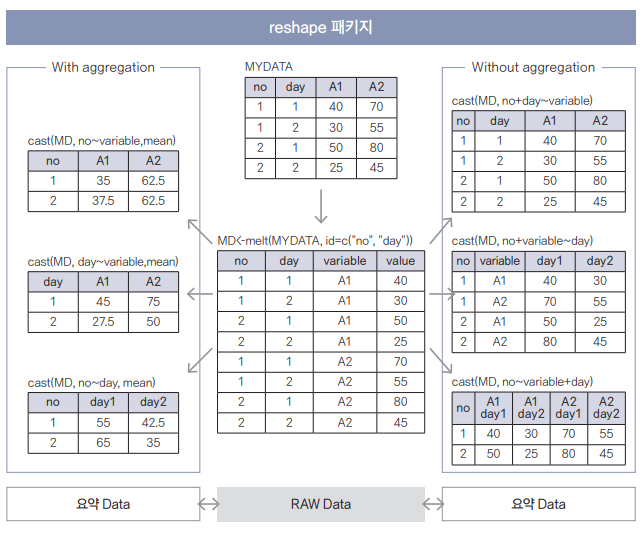 reshape 패키지
With aggregation
cast(MD, no~variable,mean)
no A1 A2
1 35 62.5
2 37.5 62.5
cast(MD, day~variable,mean)
day A1 A2
1 45 75
2 27.5 50
cast(MD, no~day, mean)
no day1 day2
1 55 42.5
2 65 35
요약 Data
MYDATA
no day A1 A2
1 1 40 70
1 2 30 55
2 1 50 80
2 2 25 45
MD<-melt(MYDATA, id=c("no", "day"))
no day variable value
1 1 A1 40
1 2 A1 30
2 1 A1 50
2 2 A1 25
1 1 A2 70
1 2 A2 55
2 1 A2 80
2 2 A2 45
RAW Data
Without aggregation
cast(MD, no+day~variable)
no day A1 A2
1 1 40 70
1 2 30 55
2 1 50 80
2 2 25 45
cast(MD, no+variable~day)
no variable day1 day2
1 A1 40 30
1 A2 70 55
2 A1 50 25
2 A2 80 45
cast(MD, no~variable+day)
no A1 day1 A1 day2 A2 day1 A2 day2
1 40 30 70 55
2 50 25 80 45
요약 Data